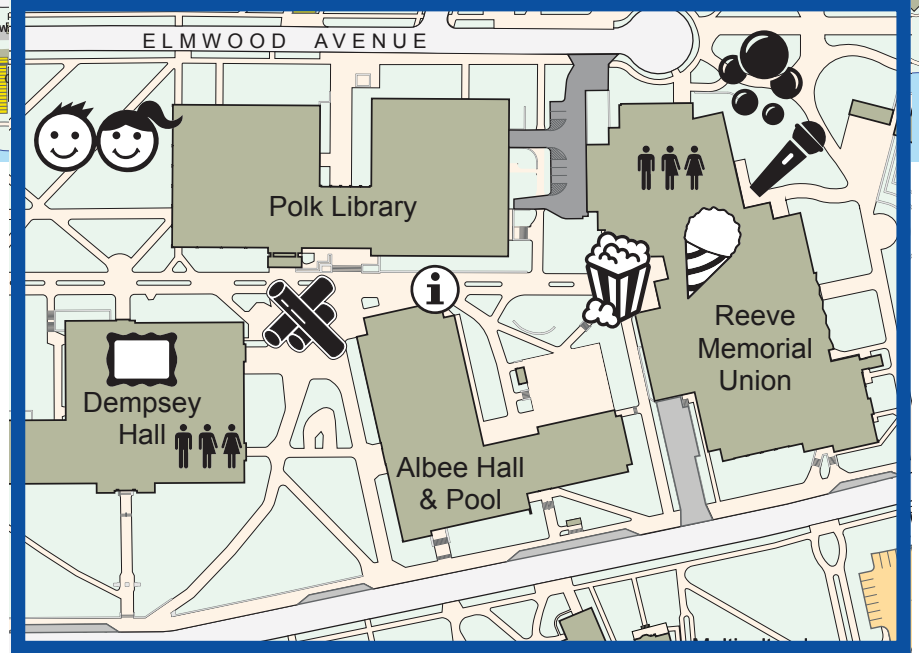 ELMWOOD AVENUE
Polk Library
i
Reeve
Memorial
Union
Dempsey
Hall
Albee Hall
& Pool